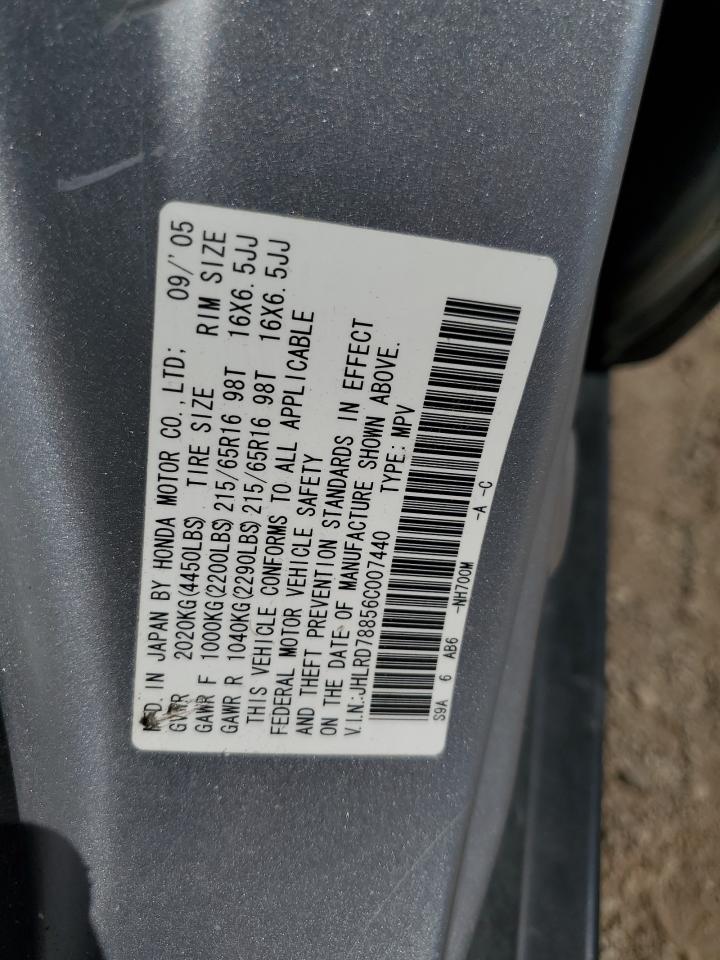 MFD. IN JAPAN BY HONDA MOTOR CO., LTD; 09/'05
GVWR 2020KG(4450LBS) TIRE SIZE RIM SIZE
GAWR F 1000KG(2200LBS)215/65R16 98T 16X6.5JJ
GAWR R 1040KG(2290LBS)215/65R16 98T 16X6.5JJ
THIS VEHICLE CONFORMS TO ALL APPLICABLE
FEDERAL MOTOR VEHICLE SAFETY
AND THEFT PREVENTION STANDARDS IN EFFECT
ON THE DATE OF MANUFACTURE SHOWN ABOVE.
V.I.N:JHLRD78856C007440 TYPE: MPV
S9A 6 AB6 -NH700M -A -C